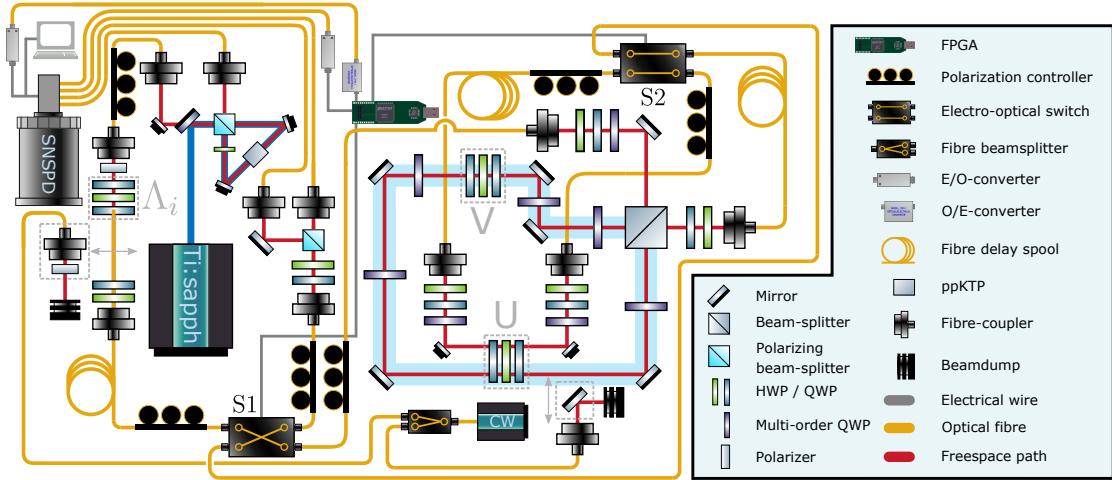 SNSPD
Λi
Ti:sapph
S1
S2
V
U
CW
FPGA
Polarization controller
Electro-optical switch
Fibre beamsplitter
E/O-converter
O/E-converter
Fibre delay spool
ppKTP
Fibre-coupler
Beamdump
Electrical wire
Optical fibre
Freespace path
Mirror
Beam-splitter
Polarizing
beam-splitter
HWP / QWP
Multi-order QWP
Polarizer